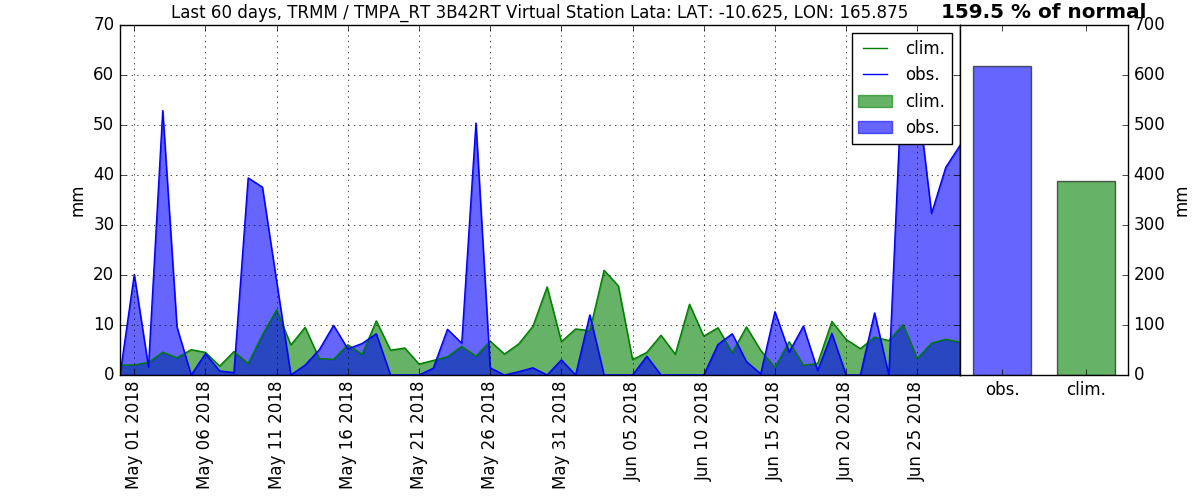 Last 60 days, TRMM / TMPA_RT 3B42RT Virtual Station Lata: LAT: -10.625, LON: 165.875
159.5 % of normal
70
60
50
40
30
20
10
0
mm
clim.
obs.
clim.
obs.
700
600
500
400
300
200
100
0
mm
May 01 2018
May 06 2018
May 11 2018
May 16 2018
May 21 2018
May 26 2018
May 31 2018
Jun 05 2018
Jun 10 2018
Jun 15 2018
Jun 20 2018
Jun 25 2018
obs.
clim.